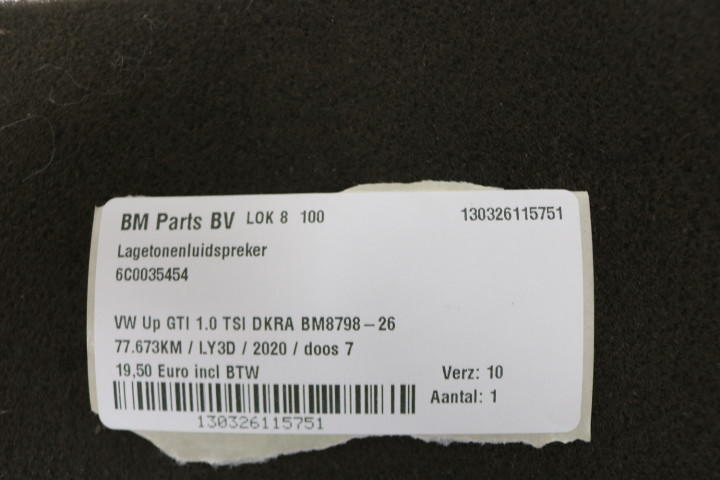 BM Parts BV LOK 8 100 130326115751
Lagetonenluidspreker
6C0035454
VW Up GTI 1.0 TSI DKRA BM8798-26
77.673KM / LY3D / 2020 / doos 7
19,50 Euro incl BTW Verz: 10
Aantal: 1
130326115751